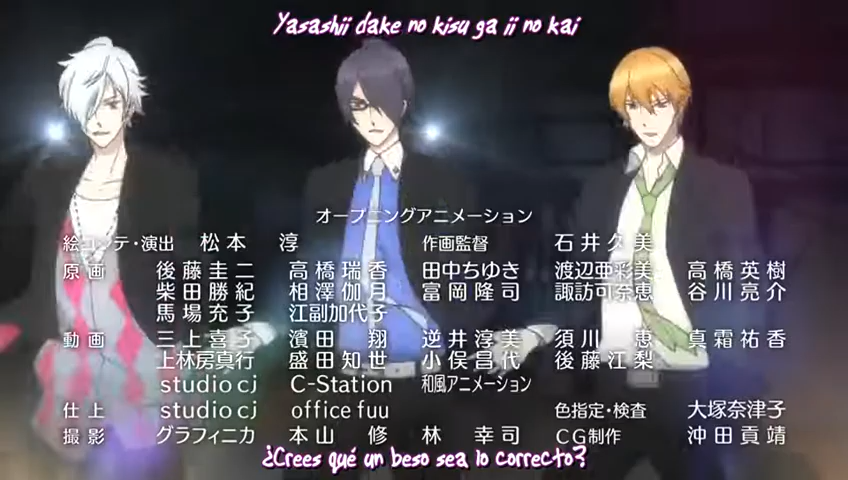 Yasashii dake no kisu ga ii no kai
オープニングアニメーション
絵コンテ・演出 松本 淳 作画監督 石井久美
原画 後藤圭二 高橋瑞香 田中ちゆき 渡辺亜彩美 高橋英樹
柴田勝紀 相澤伽月 富岡隆司 諏訪可奈恵 谷川亮介
馬場充子 江副加代子
動画 三上喜子 濱田 翔 逆井淳美 須川 恵 真霜祐香
上林房真行 盛田知世 小俣昌代 後藤江梨
studio cj C-Station 和風アニメーション
仕上 studio cj office fuu 色指定・検査 大塚奈津子
撮影 グラフィニカ 本山 修 林 幸司 CG制作 沖田貢靖
¿Crees qué un beso sea lo correcto?